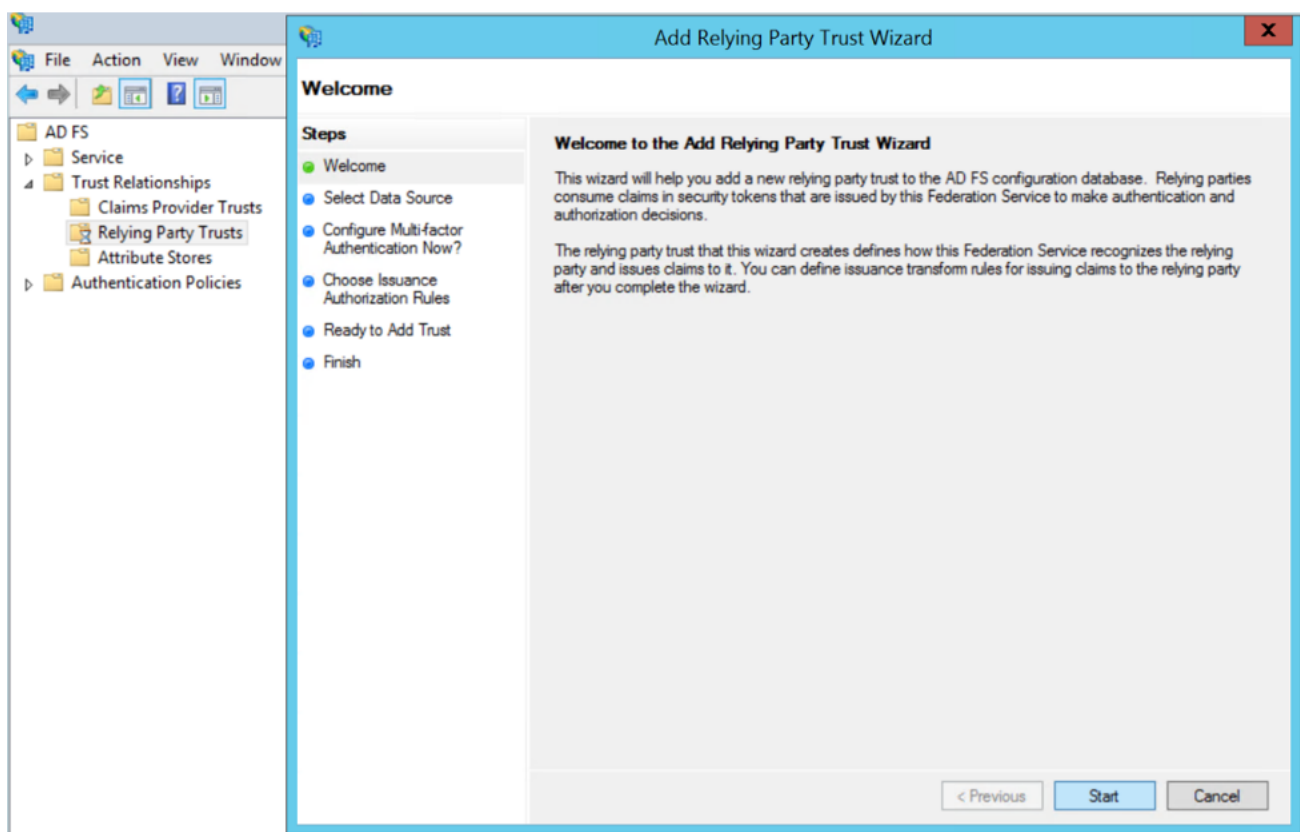 File Action View Window
AD FS
Service
Trust Relationships
Claims Provider Trusts
Relying Party Trusts
Attribute Stores
Authentication Policies
Add Relying Party Trust Wizard
X
Welcome
Steps
Welcome
Select Data Source
Configure Multi-factor
Authentication Now?
Choose Issuance
Authorization Rules
Ready to Add Trust
Finish
Welcome to the Add Relying Party Trust Wizard
This wizard will help you add a new relying party trust to the AD FS configuration database. Relying parties
consume claims in security tokens that are issued by this Federation Service to make authentication and
authorization decisions.
The relying party trust that this wizard creates defines how this Federation Service recognizes the relying
party and issues claims to it. You can define issuance transform rules for issuing claims to the relying party
after you complete the wizard.
< Previous Start Cancel